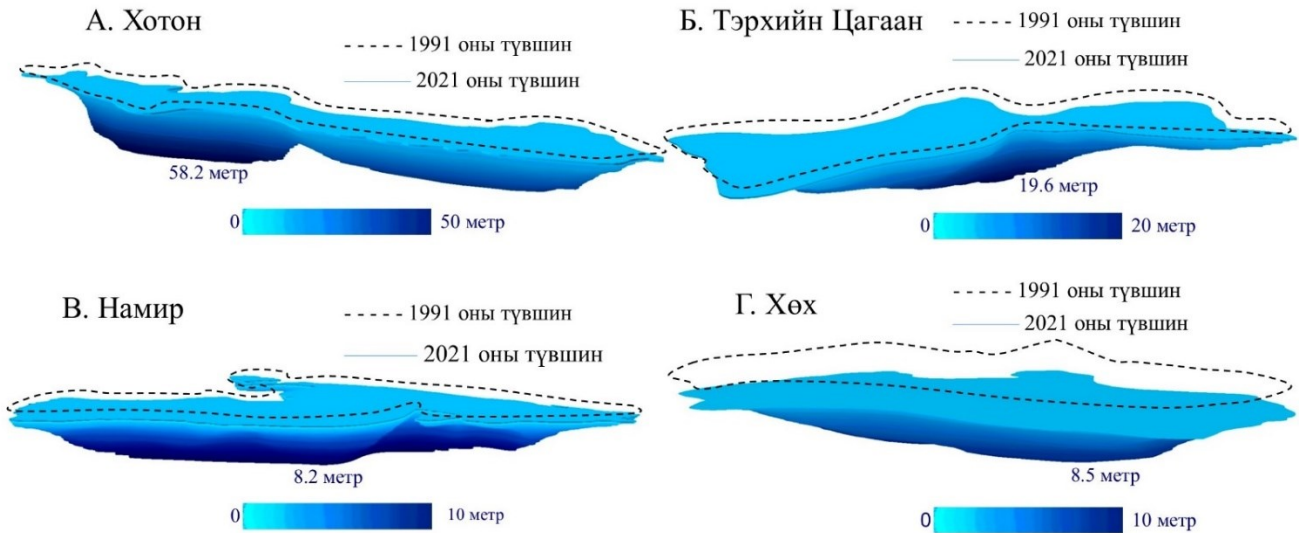 А. Хотон
1991 оны түвшин
2021 оны түвшин
58.2 метр
0
50 метр
Б. Тэрхийн Цагаан
1991 оны түвшин
2021 оны түвшин
19.6 метр
0
20 метр
В. Намир
1991 оны түвшин
2021 оны түвшин
8.2 метр
0
10 метр
Г. Хөх
1991 оны түвшин
2021 оны түвшин
8.5 метр
0
10 метр